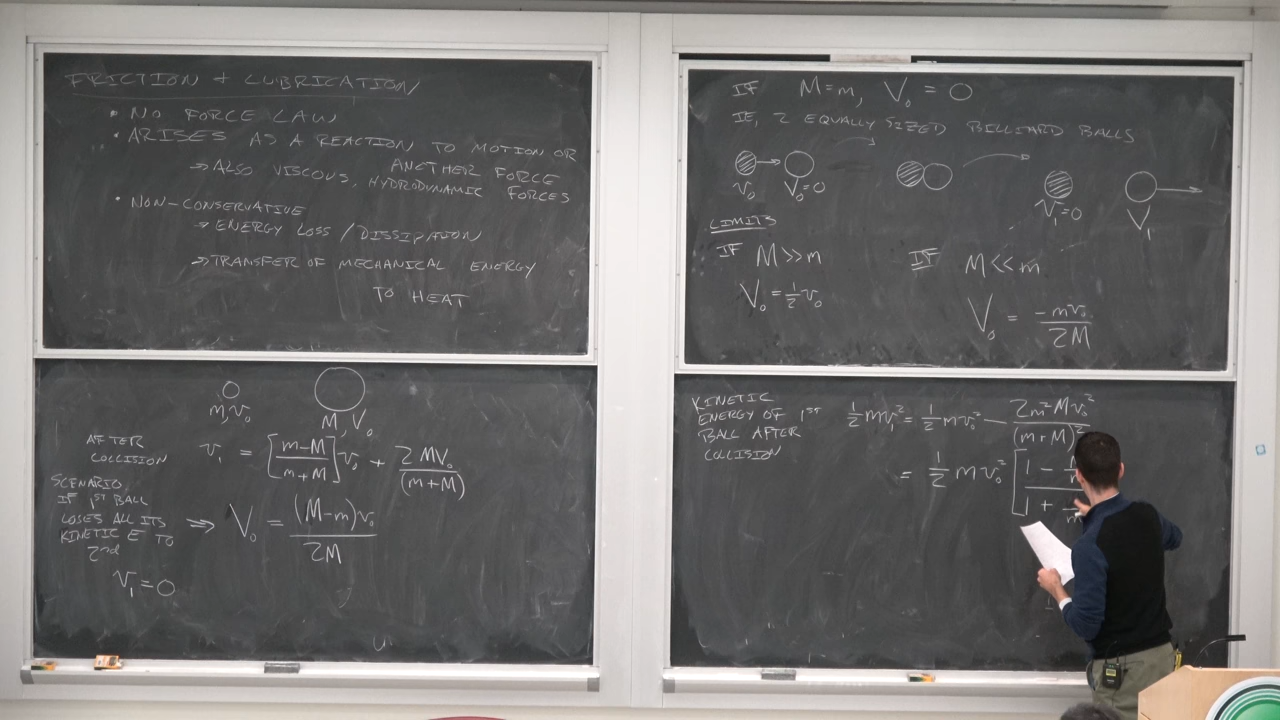 FRICTION + LUBRICATION
• NO FORCE LAW
• ARISES AS A REACTION TO MOTION OR
ANOTHER FORCE
→ ALSO VISCOUS, HYDRODYNAMIC FORCES
• NON-CONSERVATIVE
→ ENERGY LOSS / DISSIPATION
→ TRANSFER OF MECHANICAL ENERGY
TO HEAT
m, v₀
M, V₀
AFTER
COLLISION
v₁ = [m-M / m+M] v₀ + 2MV₀ / (m+M)
SCENARIO
IF 1ST BALL
LOSES ALL ITS
KINETIC E TO
2nd
⇒ V₀ = (M-m)v₀ / 2M
v₁ = 0
IF M=m, V₀ = 0
IE, 2 EQUALLY SIZED BILLIARD BALLS
v₀ V₀=0
v₁=0 V₁
LIMITS
IF M>>m
V₀ = ½v₀
IF M<<m
V₀ = -mv₀ / 2M
KINETIC
ENERGY OF 1ST
BALL AFTER
COLLISION
½mv₁² = ½mv₀² - 2m²Mv₀² / (m+M)²
= ½mv₀² [1 - / 1 +